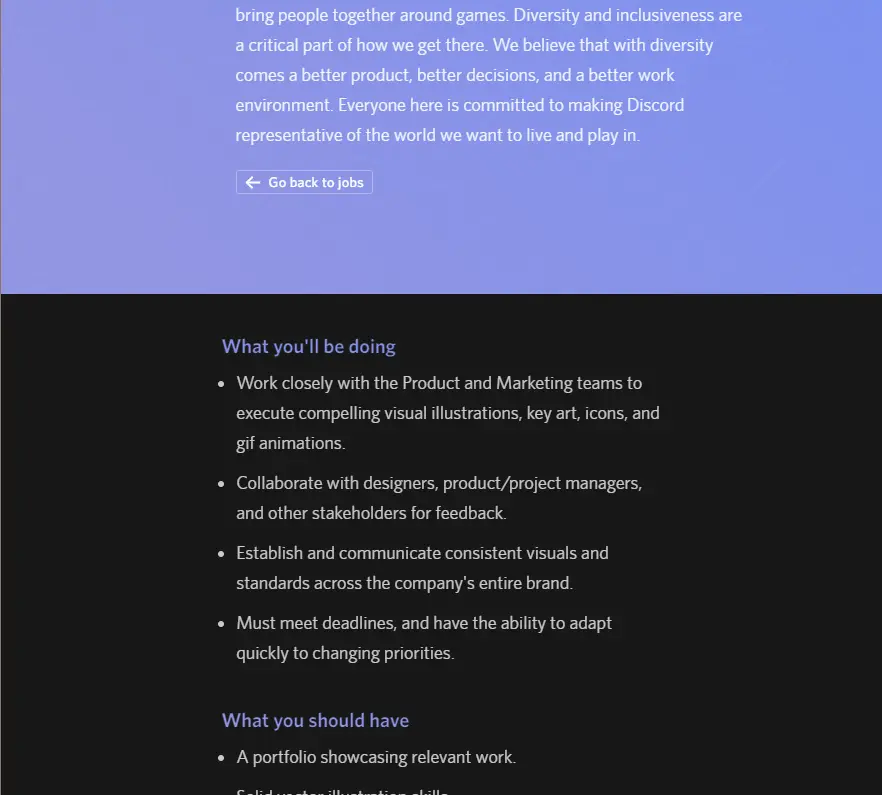 bring people together around games. Diversity and inclusiveness are
a critical part of how we get there. We believe that with diversity
comes a better product, better decisions, and a better work
environment. Everyone here is committed to making Discord
representative of the world we want to live and play in.
Go back to jobs
What you'll be doing
Work closely with the Product and Marketing teams to
execute compelling visual illustrations, key art, icons, and
gif animations.
Collaborate with designers, product/project managers,
and other stakeholders for feedback.
Establish and communicate consistent visuals and
standards across the company's entire brand.
Must meet deadlines, and have the ability to adapt
quickly to changing priorities.
What you should have
A portfolio showcasing relevant work.
Solid vector illustration skills